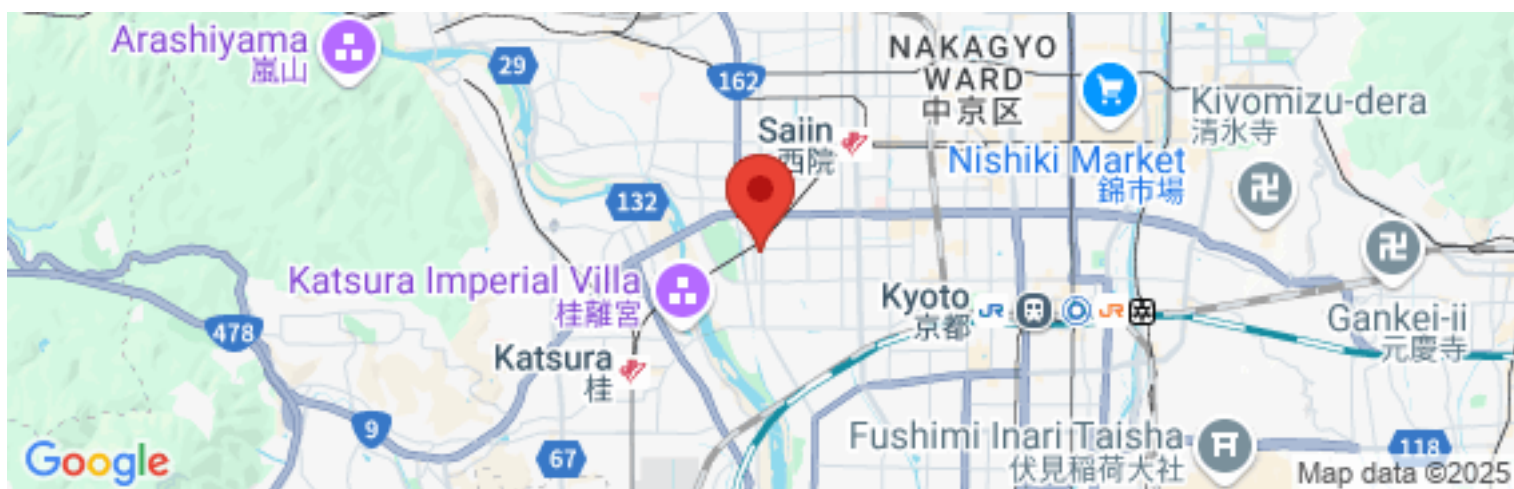 Arashiyama
嵐山
29
162
NAKAGYO
WARD
中京区
Kiyomizu-dera
清水寺
Saiin
西院
Nishiki Market
錦市場
132
Katsura Imperial Villa
桂離宮
Kyoto
京都
JR
JR
478
Gankei-ji
元慶寺
Katsura
桂
9
67
Fushimi Inari Taisha
伏見稲荷大社
118
Google
Map data ©2025